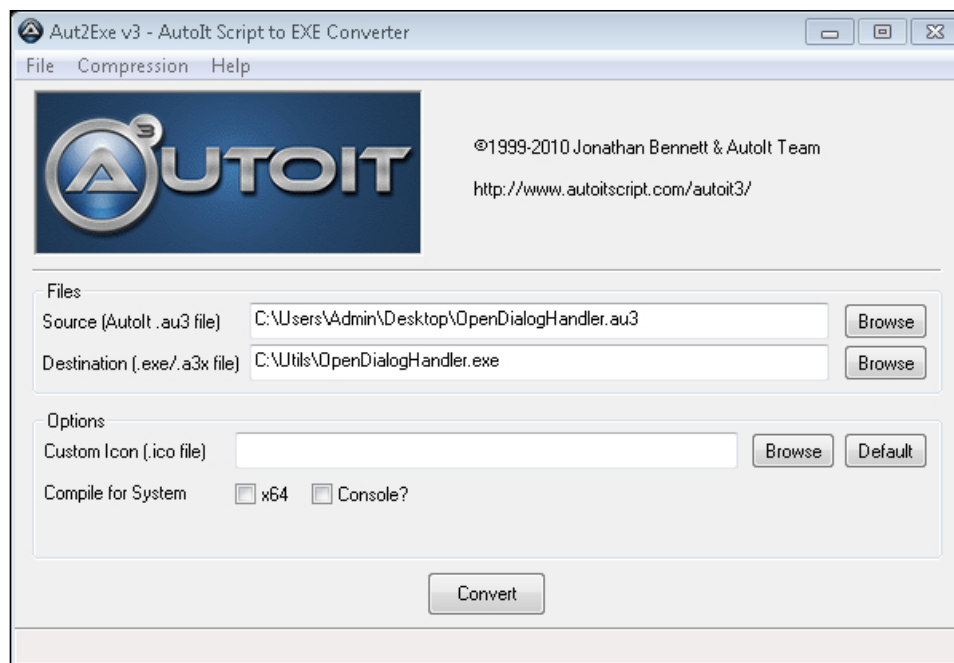 Aut2Exe v3 - AutoIt Script to EXE Converter
File Compression Help
AUTOIT
3
©1999-2010 Jonathan Bennett & AutoIt Team
http://www.autoitscript.com/autoit3/
Files
Source (AutoIt .au3 file) C:\Users\Admin\Desktop\OpenDialogHandler.au3 Browse
Destination (.exe/.a3x file) C:\Utils\OpenDialogHandler.exe Browse
Options
Custom Icon (.ico file) Browse Default
Compile for System x64 Console?
Convert